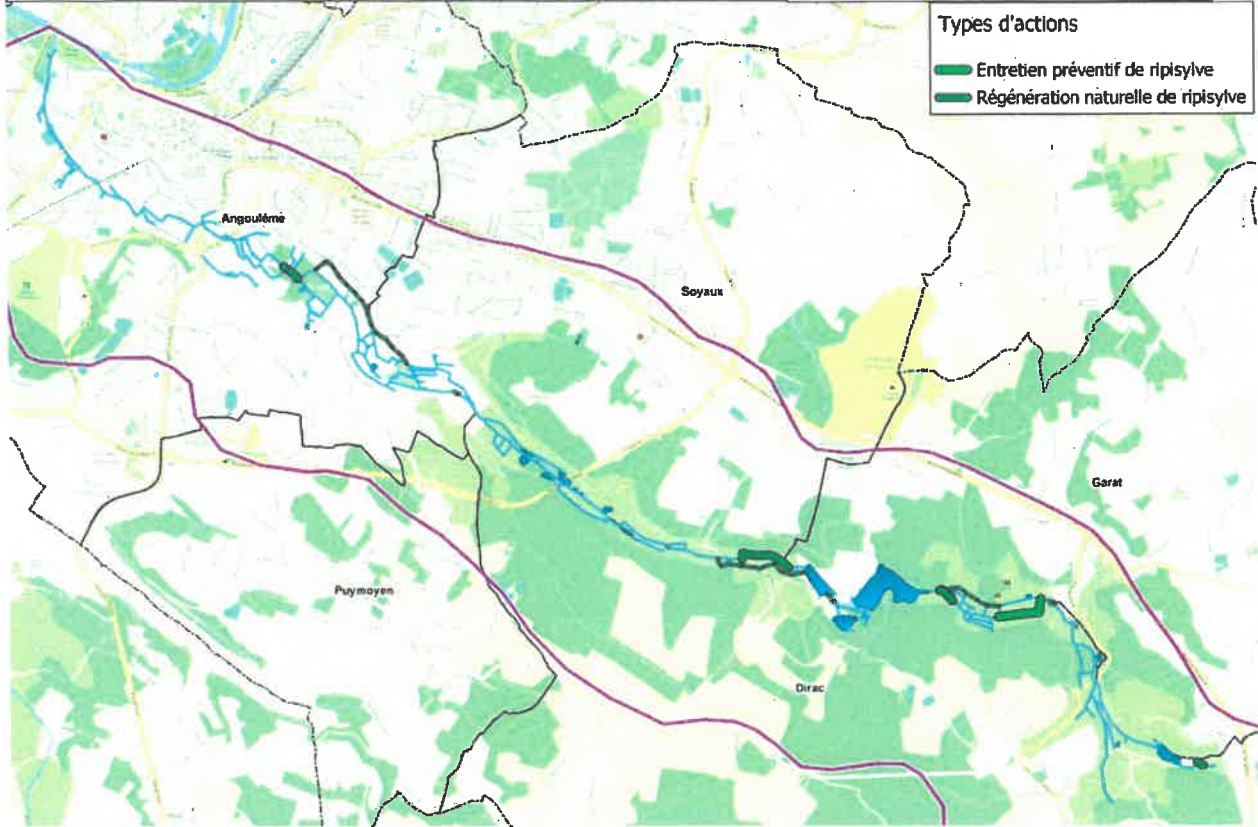 Types d'actions
Entretien préventif de ripisylve
Régénération naturelle de ripisylve
Angoulême
Soyaux
Garat
Puymoyen
Dirac